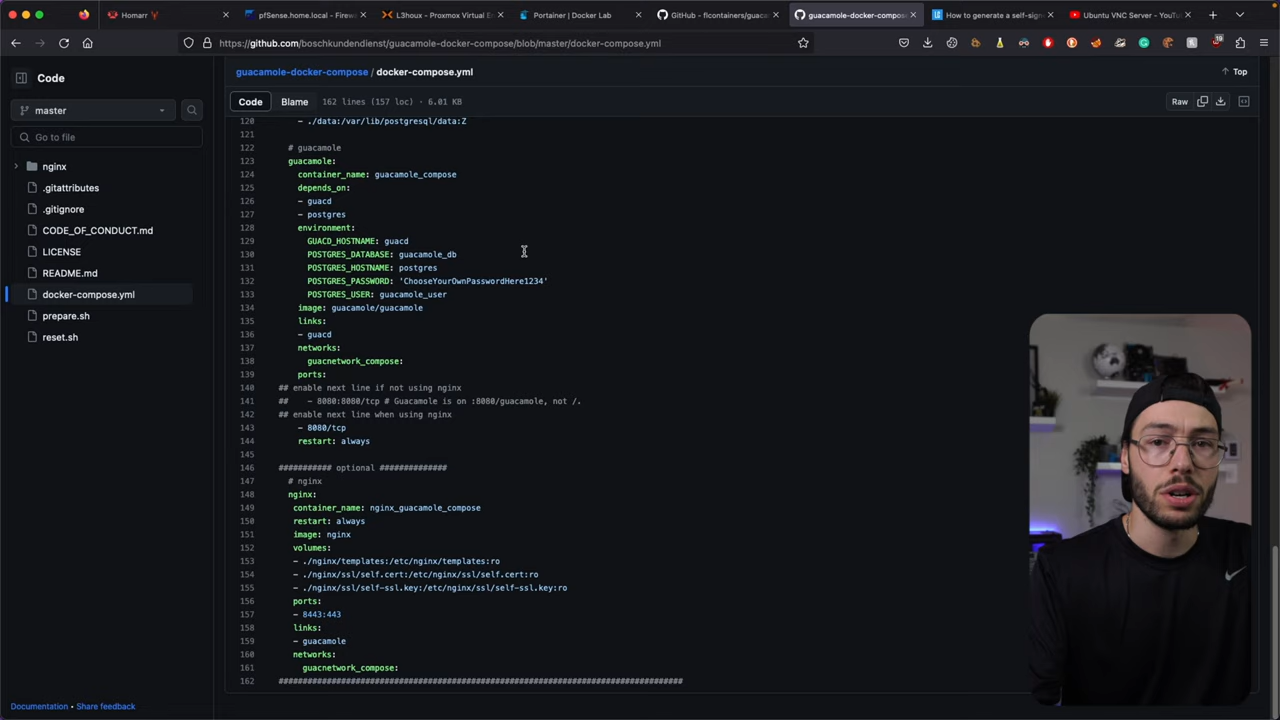 Homarr
pfSense.home.local - Firew
L3houx - Proxmox Virtual E
Portainer | Docker Lab
GitHub - flcontainers/guac
guacamole-docker-compos
How to generate a self-sign
Ubuntu VNC Server - YouT
https://github.com/boschkundendienst/guacamole-docker-compose/blob/master/docker-compose.yml
19
Code
guacamole-docker-compose / docker-compose.yml
Top
master
Code
Blame
162 lines (157 loc) · 6.01 KB
Raw
Go to file
nginx
.gitattributes
.gitignore
CODE_OF_CONDUCT.md
LICENSE
README.md
docker-compose.yml
prepare.sh
reset.sh
120 - ./data:/var/lib/postgresql/data:Z
121
122 # guacamole
123 guacamole:
124 container_name: guacamole_compose
125 depends_on:
126 - guacd
127 - postgres
128 environment:
129 GUACD_HOSTNAME: guacd
130 POSTGRES_DATABASE: guacamole_db
131 POSTGRES_HOSTNAME: postgres
132 POSTGRES_PASSWORD: 'ChooseYourOwnPasswordHere1234'
133 POSTGRES_USER: guacamole_user
134 image: guacamole/guacamole
135 links:
136 - guacd
137 networks:
138 guacnetwork_compose:
139 ports:
140 ## enable next line if not using nginx
141 ## - 8080:8080/tcp # Guacamole is on :8080/guacamole, not /.
142 ## enable next line when using nginx
143 - 8080/tcp
144 restart: always
145
146 ########### optional ##############
147 # nginx
148 nginx:
149 container_name: nginx_guacamole_compose
150 restart: always
151 image: nginx
152 volumes:
153 - ./nginx/templates:/etc/nginx/templates:ro
154 - ./nginx/ssl/self.cert:/etc/nginx/ssl/self.cert:ro
155 - ./nginx/ssl/self-ssl.key:/etc/nginx/ssl/self-ssl.key:ro
156 ports:
157 - 8443:443
158 links:
159 - guacamole
160 networks:
161 guacnetwork_compose:
162 ####################################################################################
Documentation • Share feedback